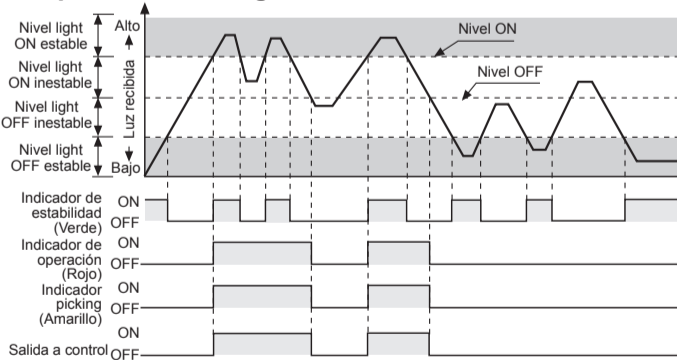 Nivel light
ON estable
Nivel light
ON inestable
Nivel light
OFF inestable
Nivel light
OFF estable
Alto
Luz recibida
Bajo
Nivel ON
Nivel OFF
Indicador de
estabilidad
(Verde)
ON
OFF
Indicador de
operación
(Rojo)
ON
OFF
Indicador
picking
(Amarillo)
ON
OFF
Salida a control
ON
OFF